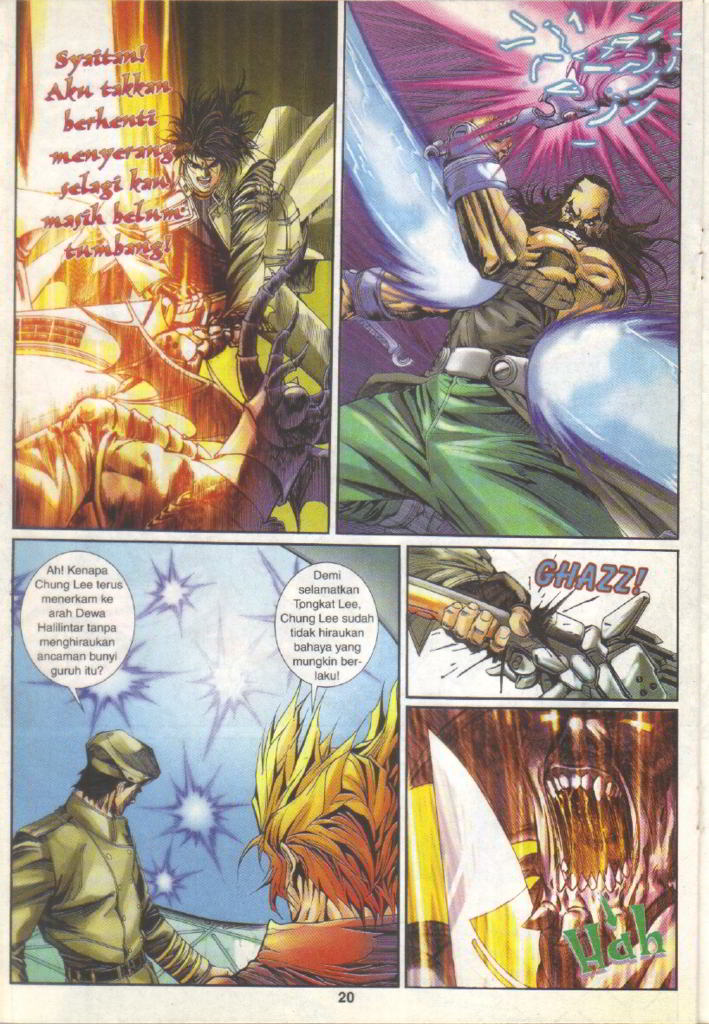 Syaitan!
Aku takkan
berhenti
menyerang
selagi kau
masih belum
tumbang!
Ah! Kenapa
Chung Lee terus
menerkam ke
arah Dewa
Halilintar tanpa
menghiraukan
ancaman bunyi
guruh itu?
Demi
selamatkan
Tongkat Lee,
Chung Lee sudah
tidak hiraukan
bahaya yang
mungkin ber-
laku!
GHAZZ!
Hah
20